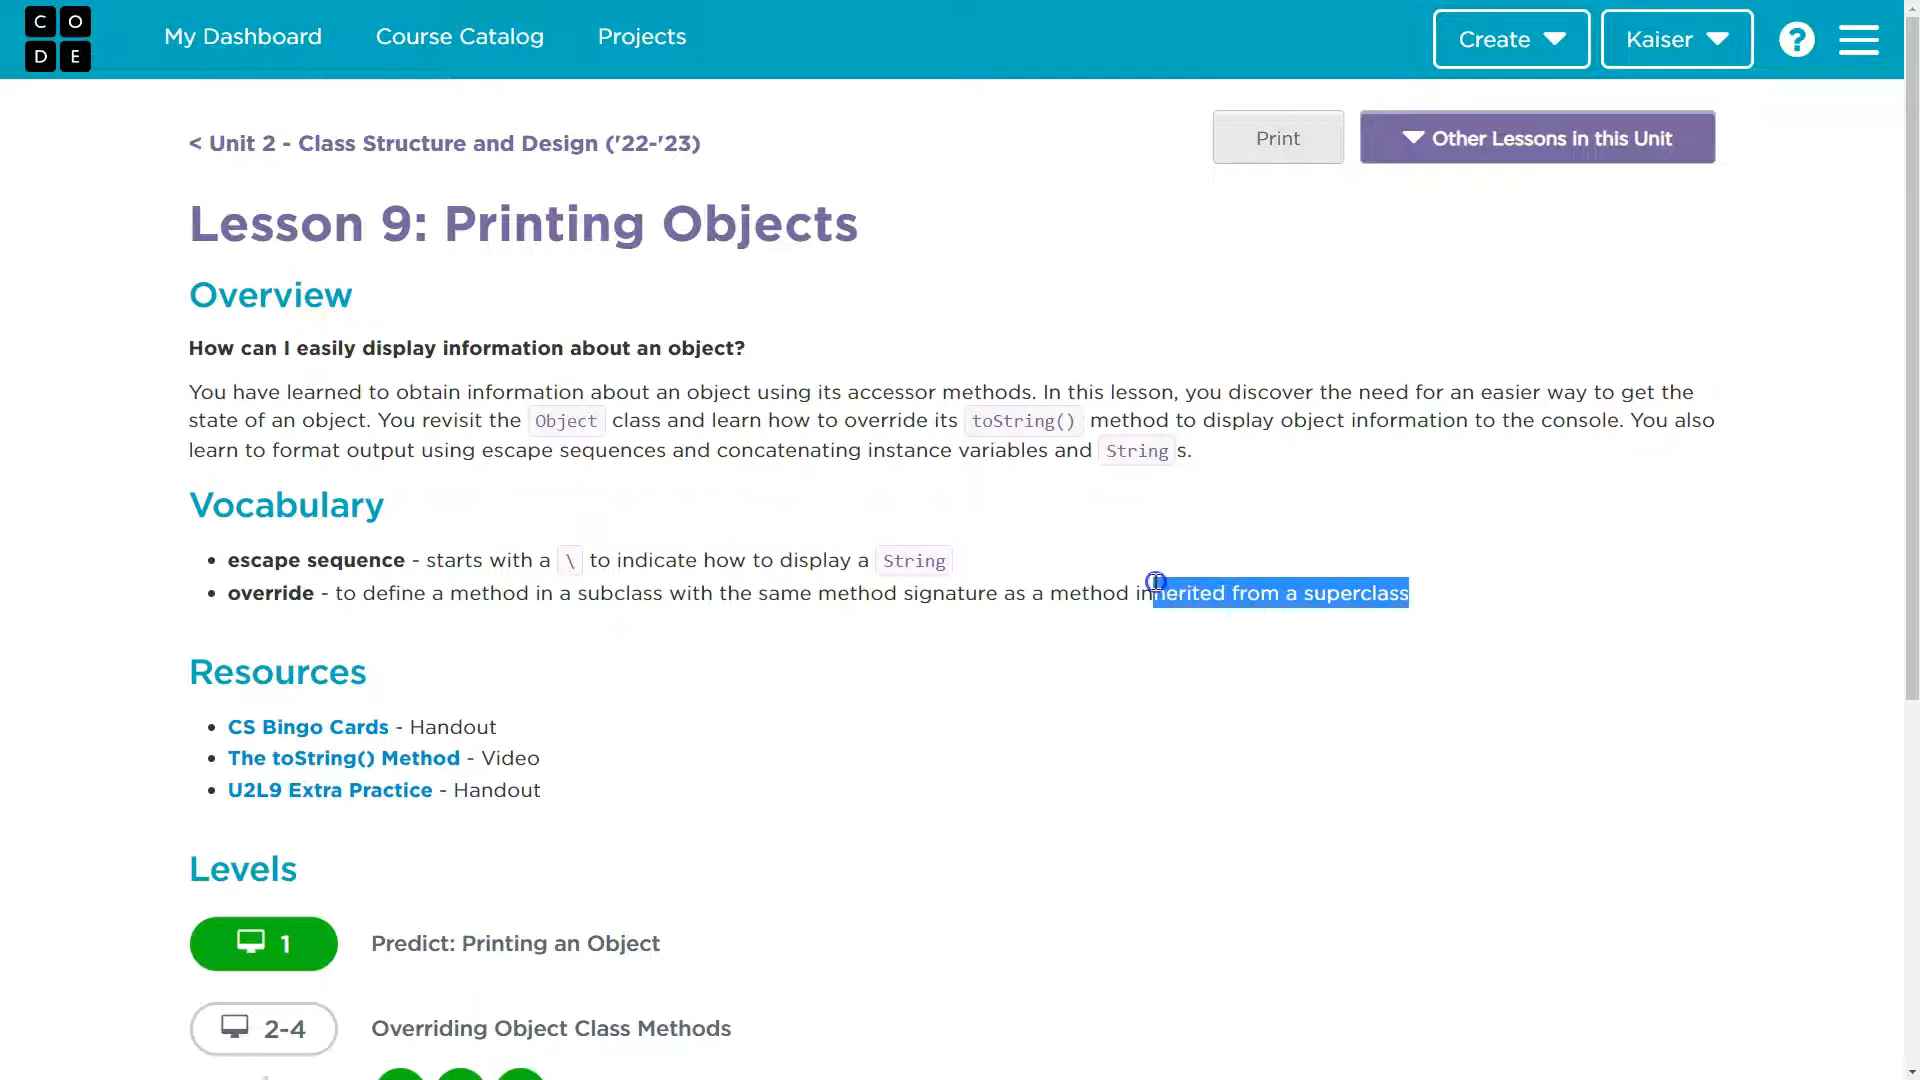 C O
D E
My Dashboard
Course Catalog
Projects
Create
Kaiser
?
< Unit 2 - Class Structure and Design ('22-'23)
Print
Other Lessons in this Unit
Lesson 9: Printing Objects
Overview
How can I easily display information about an object?
You have learned to obtain information about an object using its accessor methods. In this lesson, you discover the need for an easier way to get the
state of an object. You revisit the Object class and learn how to override its toString() method to display object information to the console. You also
learn to format output using escape sequences and concatenating instance variables and String s.
Vocabulary
• escape sequence - starts with a \ to indicate how to display a String
• override - to define a method in a subclass with the same method signature as a method inherited from a superclass
Resources
• CS Bingo Cards - Handout
• The toString() Method - Video
• U2L9 Extra Practice - Handout
Levels
1
Predict: Printing an Object
2-4
Overriding Object Class Methods